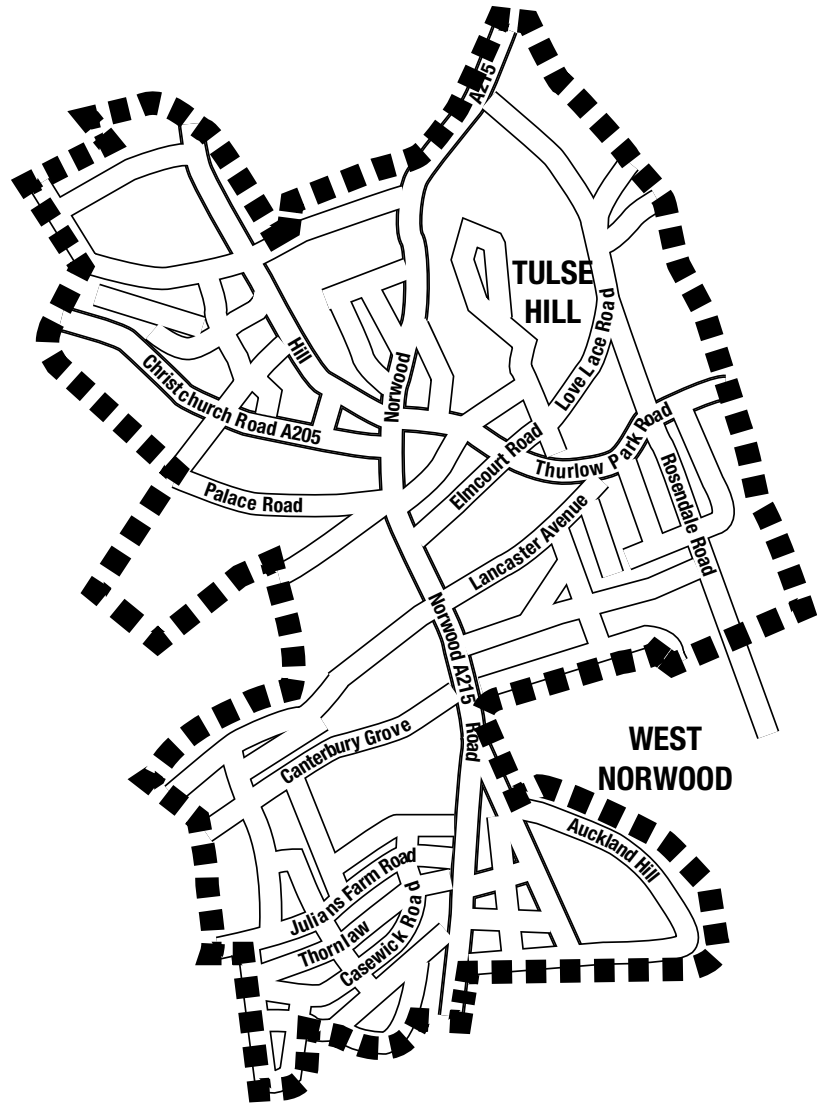 A215
TULSE
HILL
Love Lace Road
Hill
Norwood
Christchurch Road A205
Thurlow Park Road
Elmcourt Road
Palace Road
Rosendale Road
Lancaster Avenue
Norwood A215
Road
Canterbury Grove
WEST
NORWOOD
Auckland Hill
Julians Farm Road
Thornlaw
Casewick Road